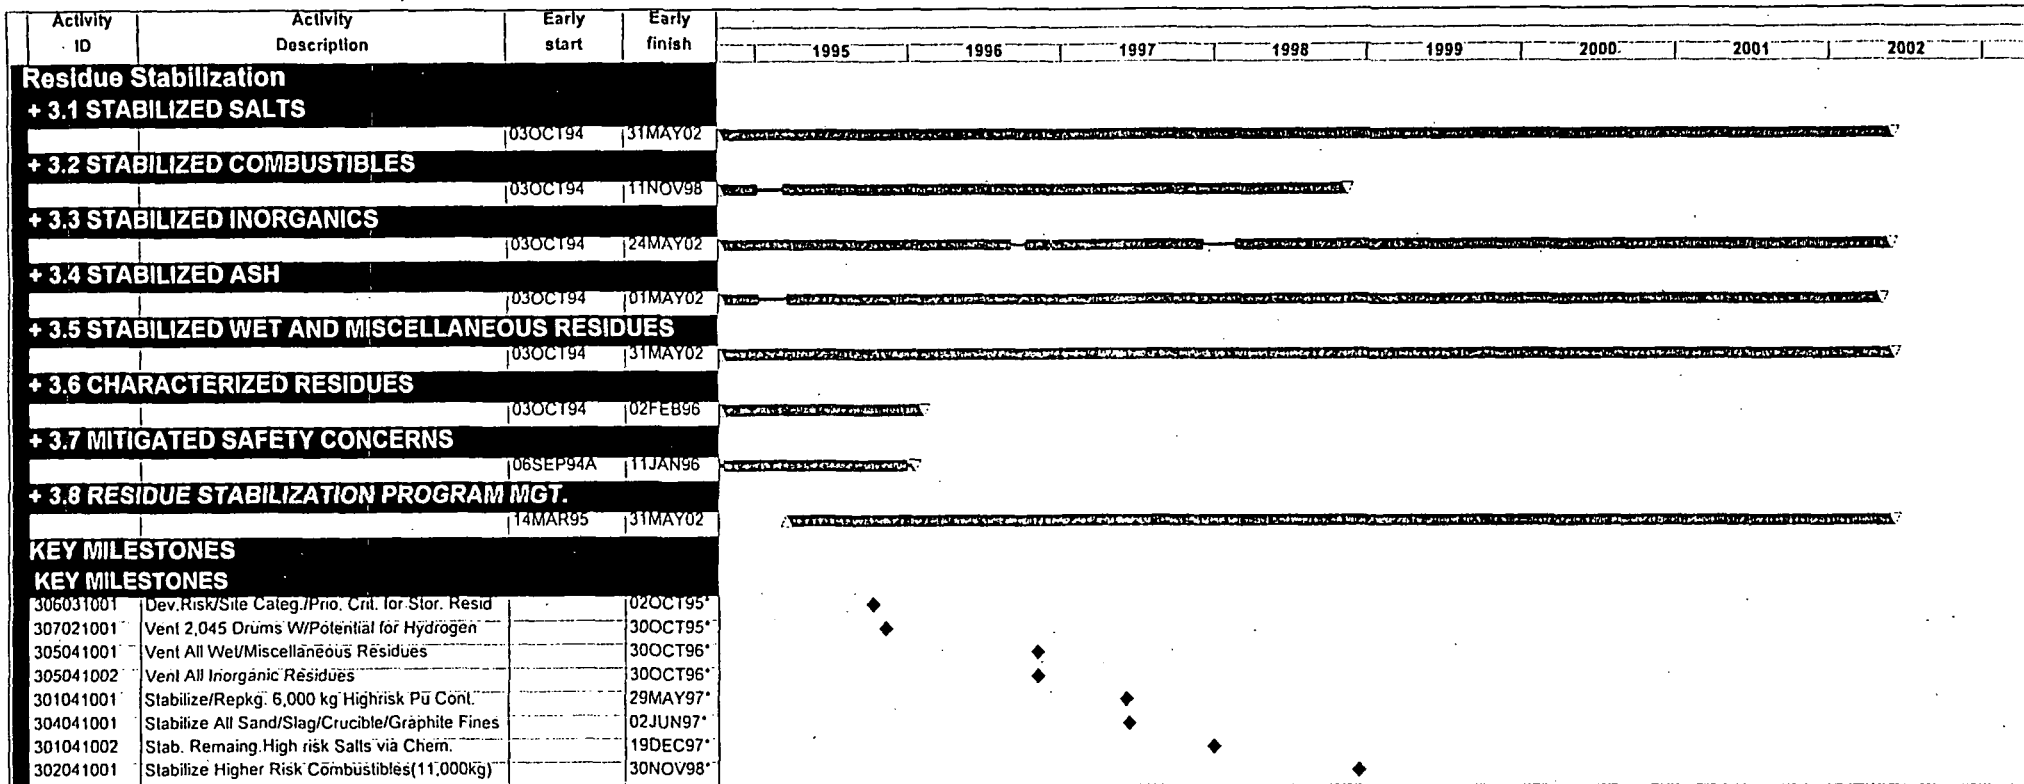 Activity ID Activity Description Early start Early finish 1995 1996 1997 1998 1999 2000 2001 2002
Residue Stabilization
+ 3.1 STABILIZED SALTS
03OCT94 31MAY02
+ 3.2 STABILIZED COMBUSTIBLES
03OCT94 11NOV98
+ 3.3 STABILIZED INORGANICS
03OCT94 24MAY02
+ 3.4 STABILIZED ASH
03OCT94 01MAY02
+ 3.5 STABILIZED WET AND MISCELLANEOUS RESIDUES
03OCT94 31MAY02
+ 3.6 CHARACTERIZED RESIDUES
03OCT94 02FEB96
+ 3.7 MITIGATED SAFETY CONCERNS
06SEP94A 11JAN96
+ 3.8 RESIDUE STABILIZATION PROGRAM MGT.
14MAR95 31MAY02
KEY MILESTONES
KEY MILESTONES
306031001 Dev.Risk/Site Categ./Prio. Crit. for Stor. Resid 02OCT95*
307021001 Vent 2,045 Drums W/Potential for Hydrogen 30OCT95*
305041001 Vent All Wet/Miscellaneous Residues 30OCT96*
305041002 Vent All Inorganic Residues 30OCT96*
301041001 Stabilize/Repkg. 6,000 kg Highrisk Pu Cont. 29MAY97*
304041001 Stabilize All Sand/Slag/Crucible/Graphite Fines 02JUN97*
301041002 Stab. Remaing.High risk Salts via Chem. 19DEC97*
302041001 Stabilize Higher Risk Combustibles(11,000kg) 30NOV98*